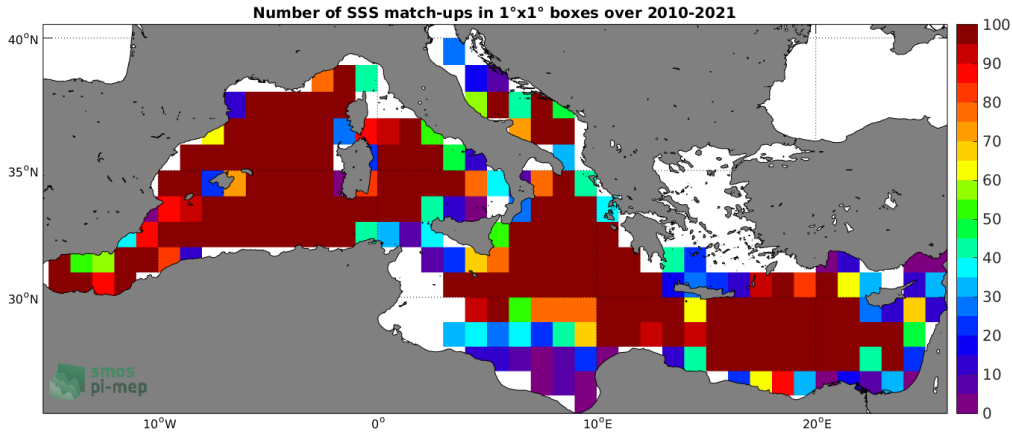 Number of SSS match-ups in 1°x1° boxes over 2010-2021
40°N
35°N
30°N
10°W
0°
10°E
20°E
100
90
80
70
60
50
40
30
20
10
0
smos
pi-mep